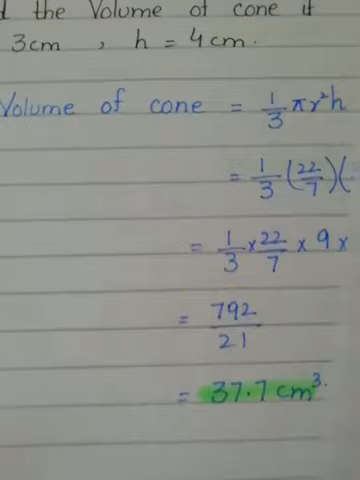 the Volume of cone if
3cm , h = 4cm.
Volume of cone = 1/3 πr²h
= 1/3 (22/7)(
= 1/3 × 22/7 × 9 ×
= 792/21
= 37.7 cm³.